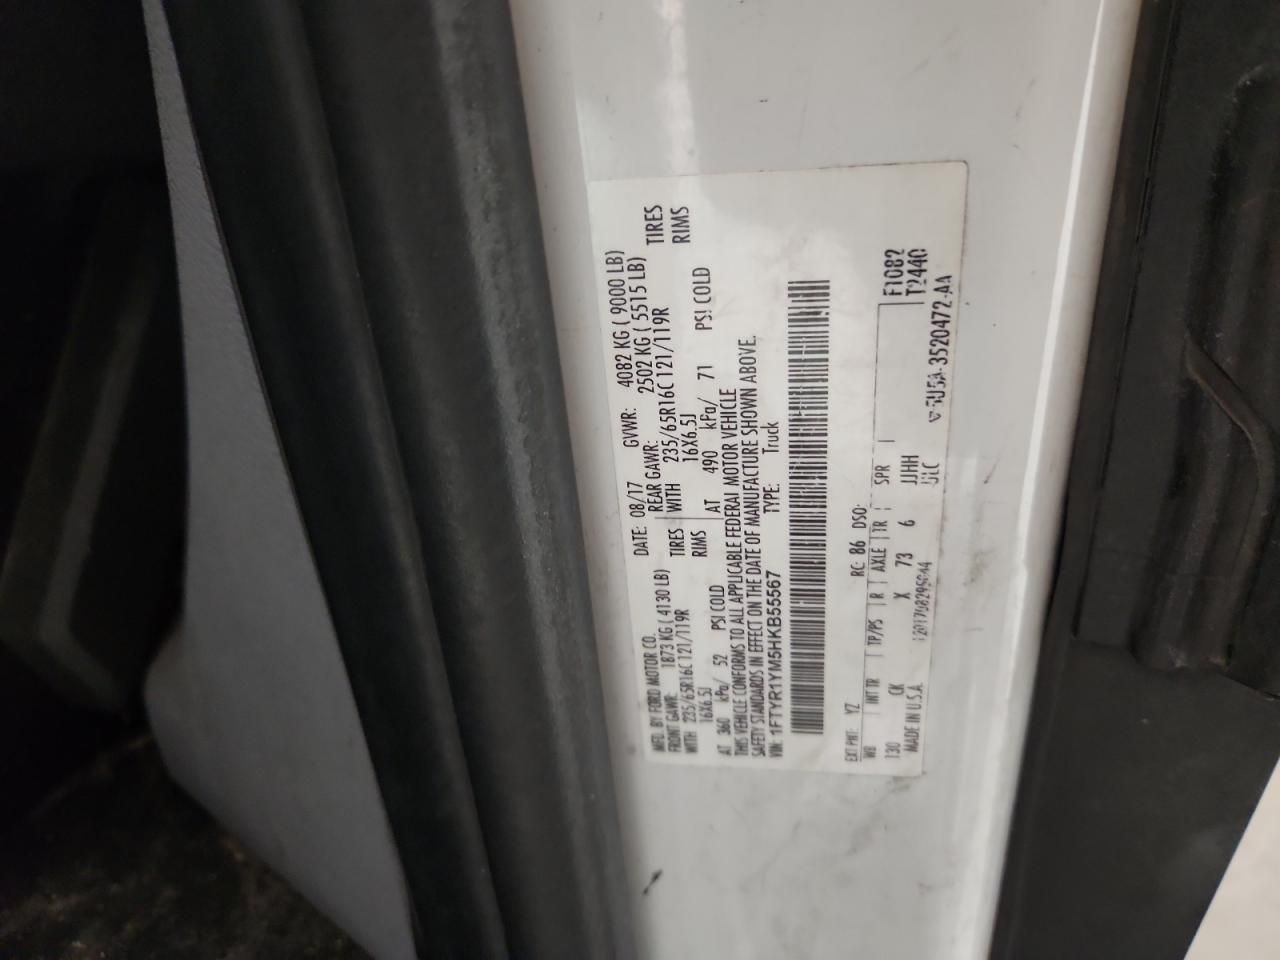 MFD. BY FORD MOTOR CO.
DATE: 08/17 GVWR: 4082 KG ( 9000 LB)
FRONT GAWR: 1873 KG ( 4130 LB) REAR GAWR: 2502 KG ( 5515 LB)
WITH 235/65R16C 121/119R TIRES WITH 235/65R16C 121/119R TIRES
16X6.5J RIMS 16X6.5J RIMS
AT 360 kPa/ 52 PSI COLD AT 490 kPa/ 71 PSI COLD
THIS VEHICLE CONFORMS TO ALL APPLICABLE FEDERAL MOTOR VEHICLE
SAFETY STANDARDS IN EFFECT ON THE DATE OF MANUFACTURE SHOWN ABOVE.
VIN: 1FTYR1YM5HKB55567 TYPE: Truck
EXT PNT: YZ RC: 86 DSO:
WB INT TR TP/PS R AXLE TR SPR F1082
130 CK X 73 6 JJHH T2440
MADE IN U.S.A. ULC 3520472-AA